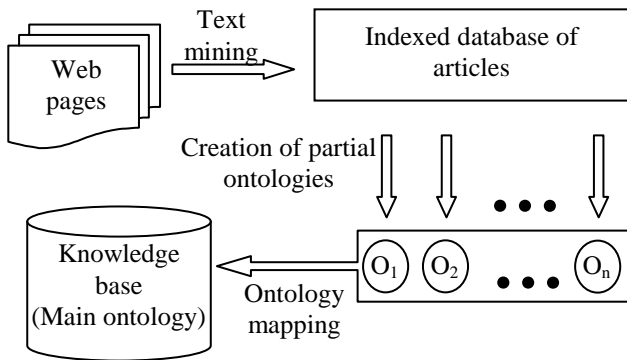 Text
mining
Web
pages
Indexed database of
articles
Creation of partial
ontologies
O₁ O₂ Oₙ
Knowledge
base
(Main ontology)
Ontology
mapping